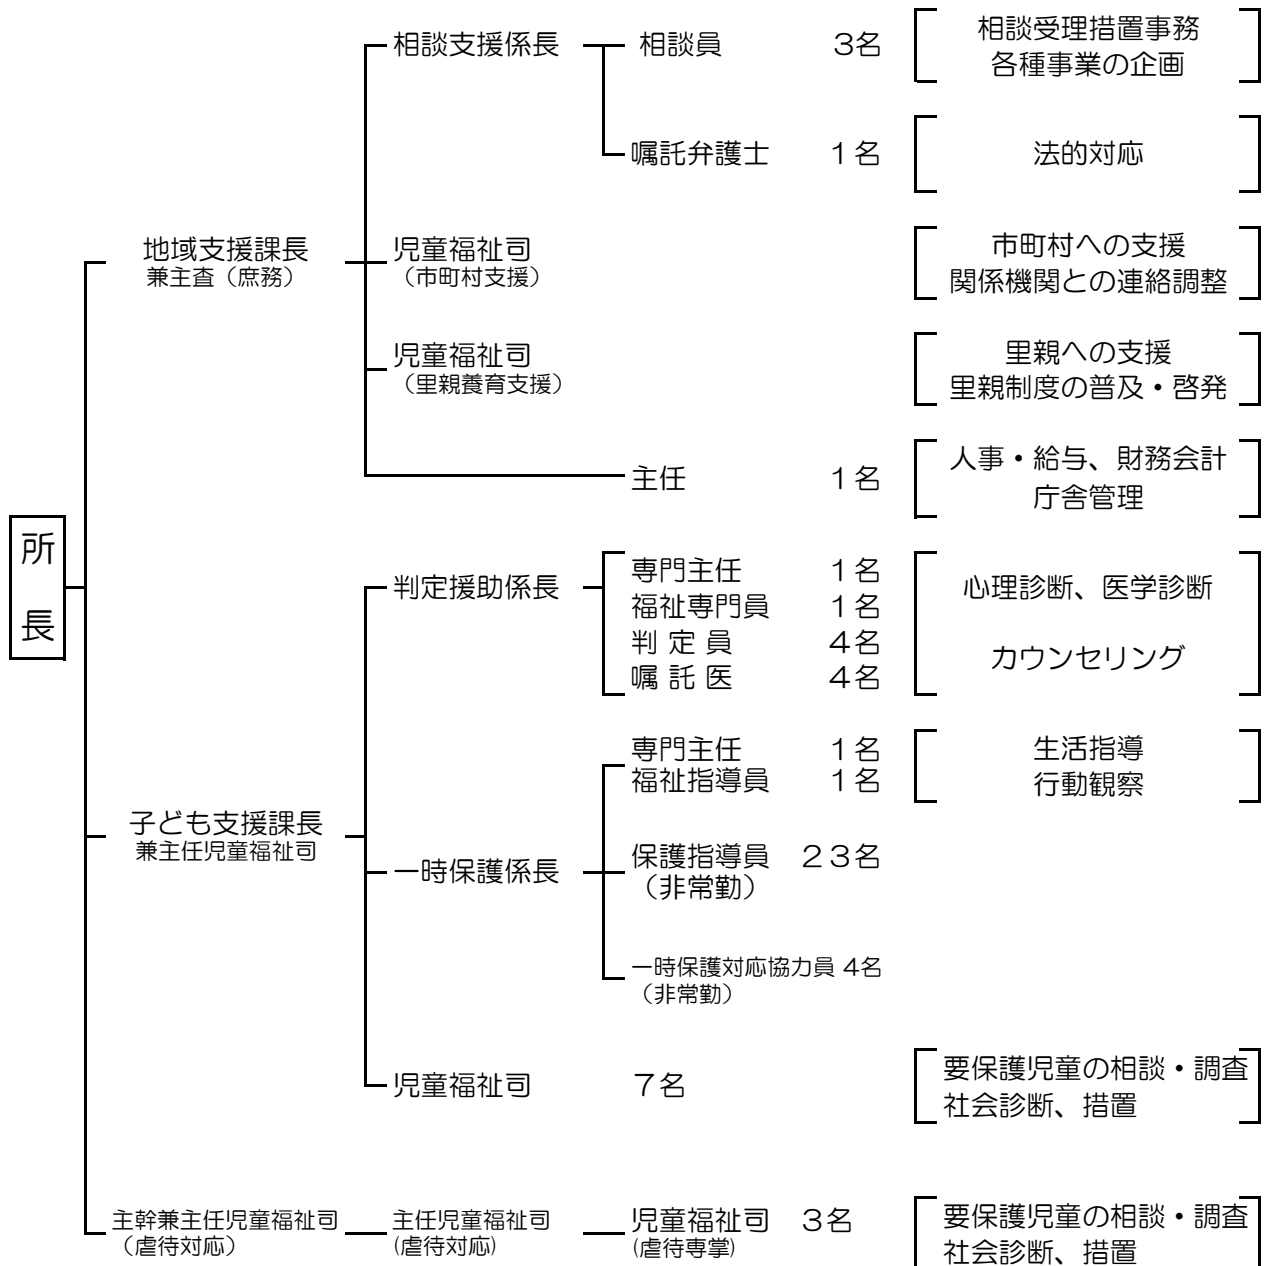 相談支援係長 相談員 3名 相談受理措置事務
各種事業の企画
嘱託弁護士 1名 法的対応
地域支援課長 児童福祉司 市町村への支援
兼主査（庶務） （市町村支援） 関係機関との連絡調整
児童福祉司 里親への支援
（里親養育支援） 里親制度の普及・啓発
主任 1名 人事・給与、財務会計
庁舎管理
所
長
判定援助係長 専門主任 1名 心理診断、医学診断
福祉専門員 1名
判 定 員 4名 カウンセリング
嘱 託 医 4名
専門主任 1名 生活指導
福祉指導員 1名 行動観察
子ども支援課長
兼主任児童福祉司
一時保護係長 保護指導員 23名
（非常勤）
一時保護対応協力員 4名
（非常勤）
児童福祉司 7名 要保護児童の相談・調査
社会診断、措置
主幹兼主任児童福祉司 主任児童福祉司 児童福祉司 3名 要保護児童の相談・調査
（虐待対応） (虐待対応) (虐待専掌) 社会診断、措置